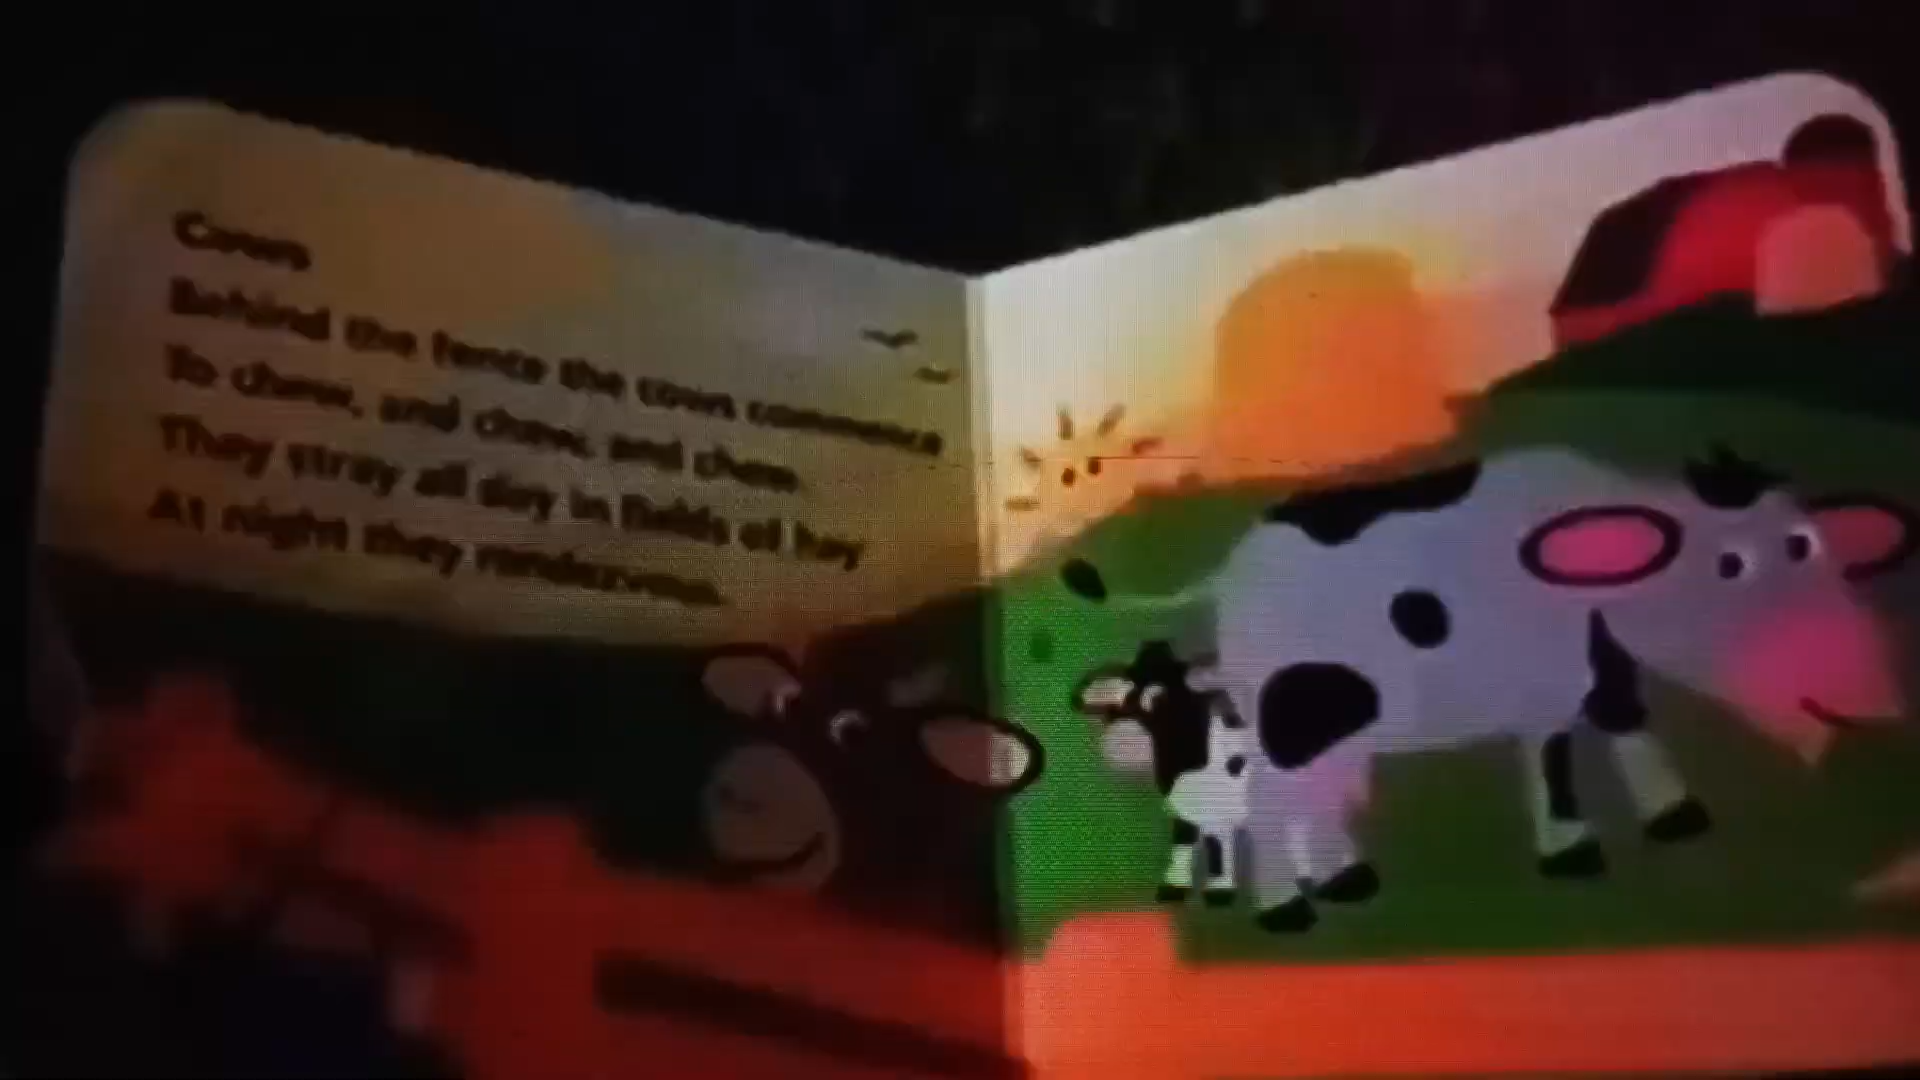 Cows
Behind the fence the cows commence
To chew, and chew, and chew.
They stray all day in fields of hay
At night they rendezvous.